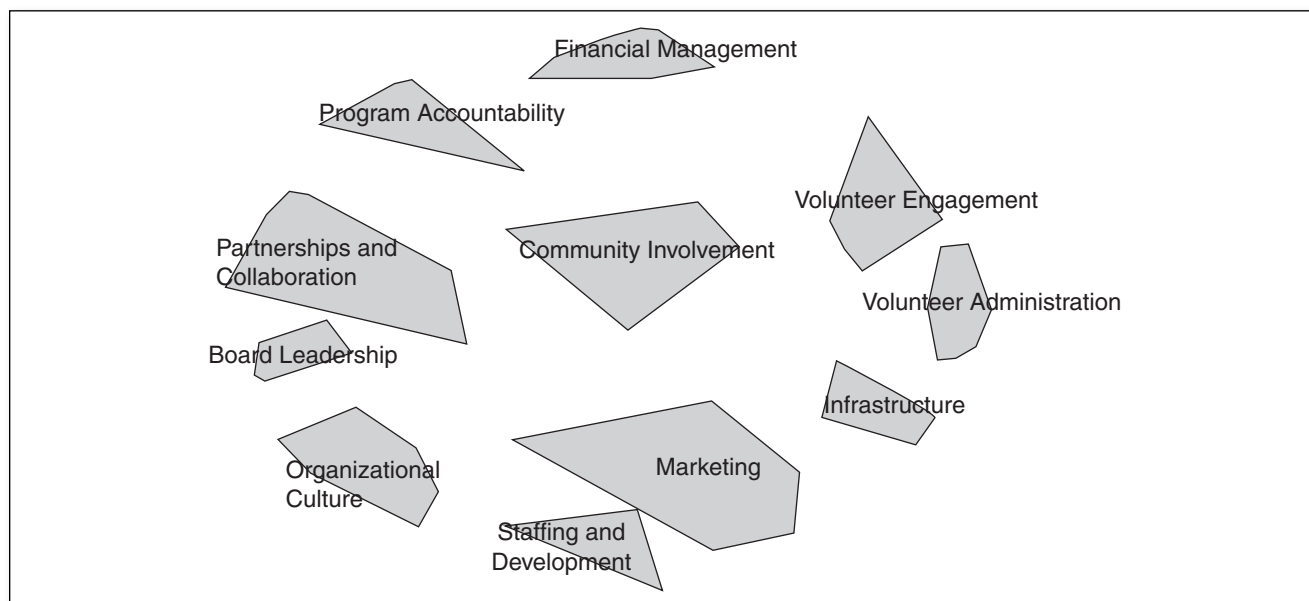 Financial Management
Program Accountability
Volunteer Engagement
Partnerships and
Collaboration
Community Involvement
Volunteer Administration
Board Leadership
Infrastructure
Organizational
Culture
Marketing
Staffing and
Development